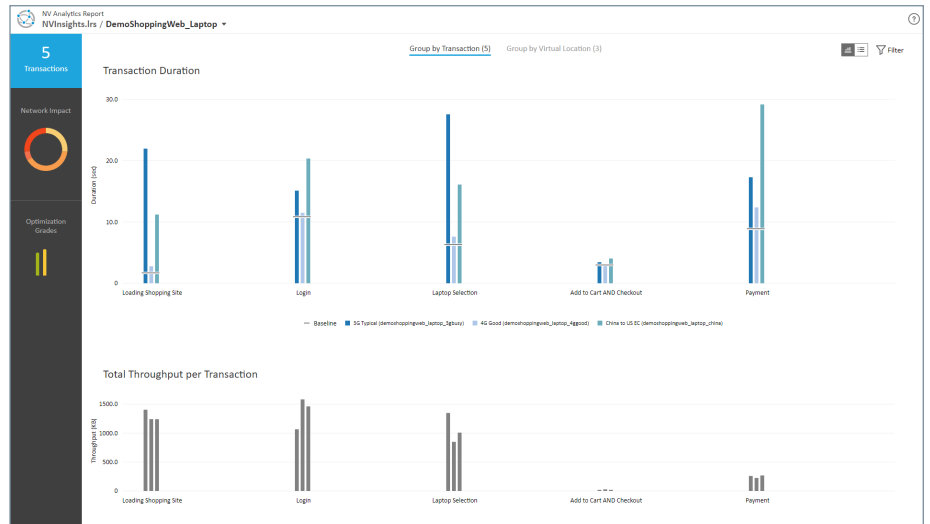 NV Analytics Report
NVInsights.lrs / DemoShoppingWeb_Laptop
?
5
Transactions
Group by Transaction (5) Group by Virtual Location (3)
Filter
Transaction Duration
Network Impact
Optimization
Grades
Duration (sec)
30.0
20.0
10.0
0
Loading Shopping Site Login Laptop Selection Add to Cart AND Checkout Payment
Baseline 3G Typical (demoshoppingweb_laptop_3gbusy) 4G Good (demoshoppingweb_laptop_4ggood) China to US EC (demoshoppingweb_laptop_china)
Total Throughput per Transaction
Throughput (KB)
1500.0
1000.0
500.0
0
Loading Shopping Site Login Laptop Selection Add to Cart AND Checkout Payment